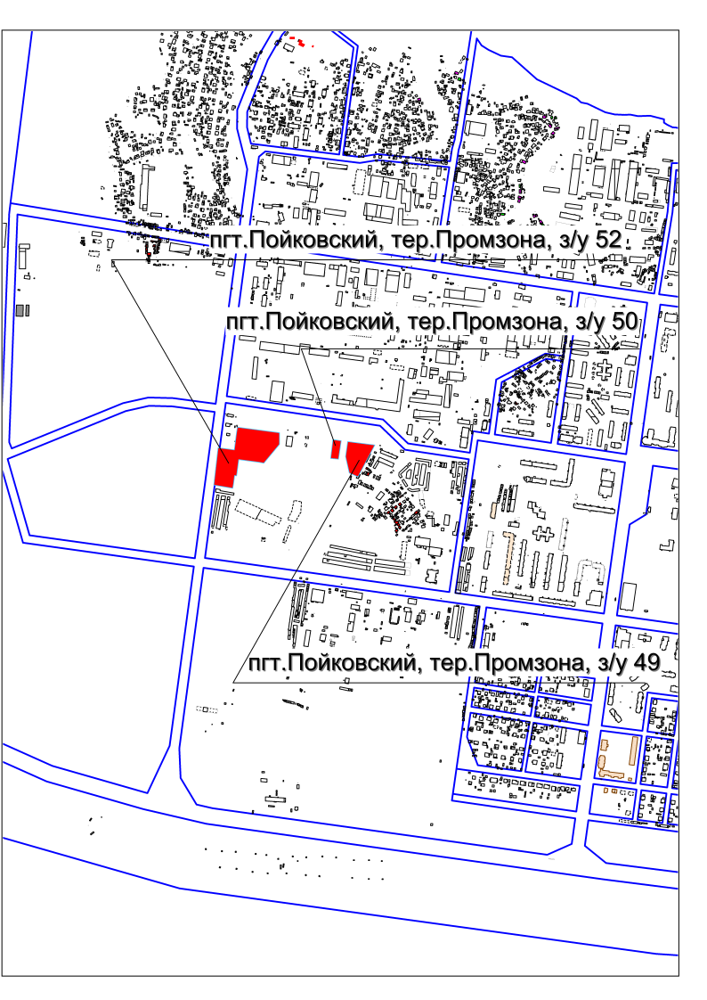 пгт.Пойковский, тер.Промзона, з/у 52
пгт.Пойковский, тер.Промзона, з/у 50
пгт.Пойковский, тер.Промзона, з/у 49